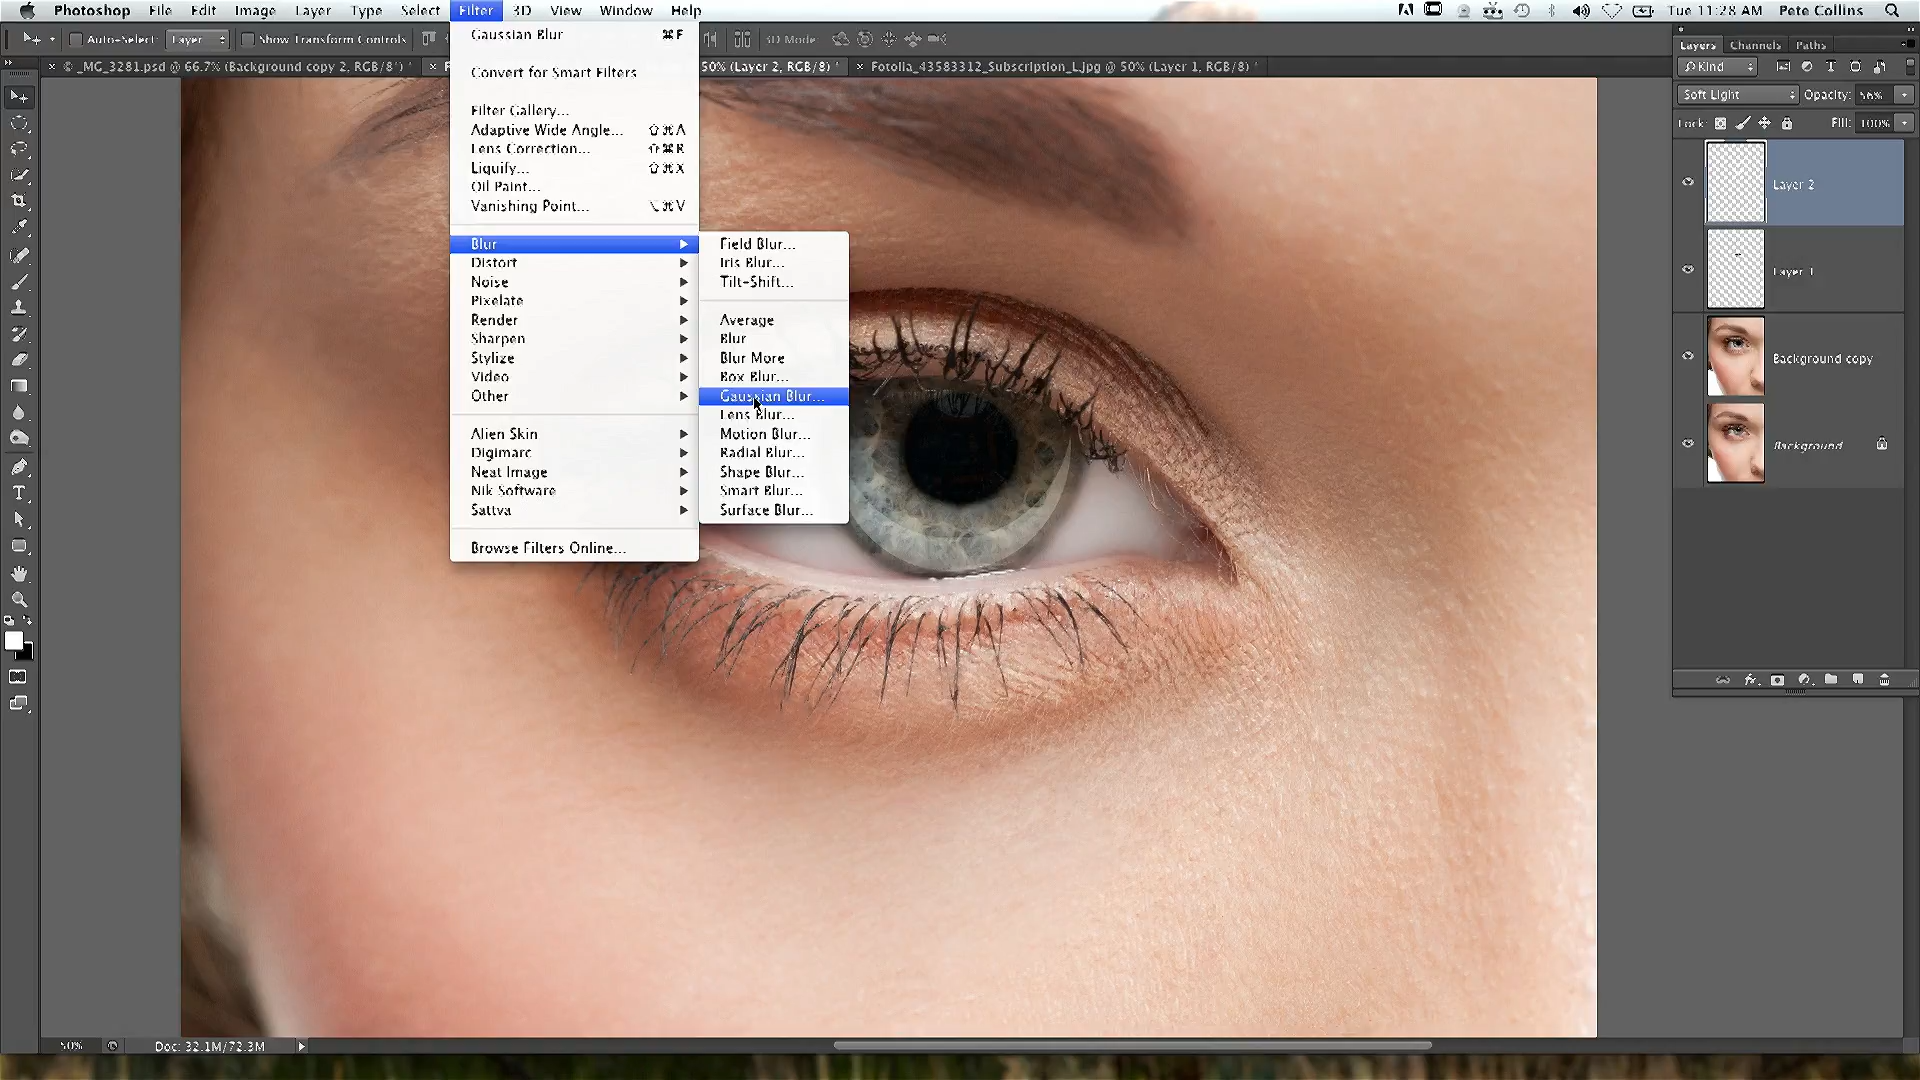 Photoshop File Edit Image Layer Type Select Filter 3D View Window Help Tue 11:28 AM Pete Collins
Auto-Select: Layer Show Transform Controls 3D Mode
© _MG_3281.psd @ 66.7% (Background copy 2, RGB/8*) * 50% (Layer 2, RGB/8) * Fotolia_43583312_Subscription_L.jpg @ 50% (Layer 1, RGB/8) *
Gaussian Blur ⌘F
Convert for Smart Filters
Filter Gallery...
Adaptive Wide Angle... ⇧⌘A
Lens Correction... ⇧⌘R
Liquify... ⇧⌘X
Oil Paint...
Vanishing Point... ⌥⌘V
Blur
Distort
Noise
Pixelate
Render
Sharpen
Stylize
Video
Other
Alien Skin
Digimarc
Neat Image
Nik Software
Sattva
Browse Filters Online...
Field Blur...
Iris Blur...
Tilt-Shift...
Average
Blur
Blur More
Box Blur...
Gaussian Blur...
Lens Blur...
Motion Blur...
Radial Blur...
Shape Blur...
Smart Blur...
Surface Blur...
Layers Channels Paths
Kind
Soft Light Opacity: 56%
Lock: Fill: 100%
Layer 2
Layer 1
Background copy
Background
50% Doc: 32.1M/72.3M